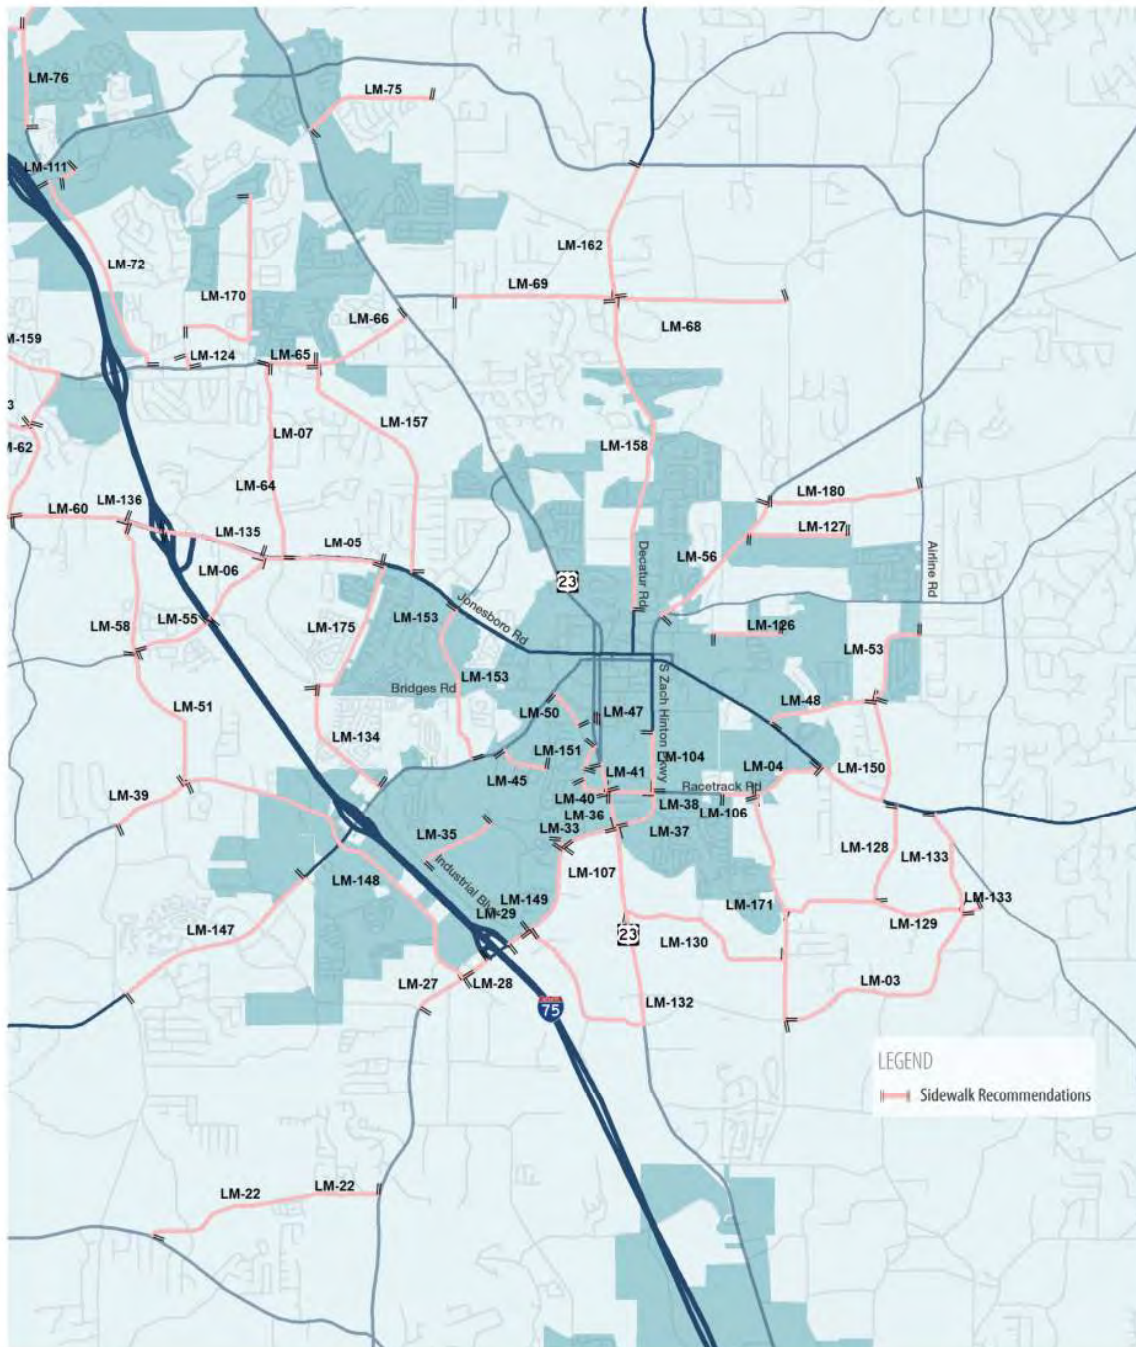 LM-76
LM-75
LM-111
LM-162
LM-72
LM-69
LM-170
LM-66
LM-68
M-159
LM-124
LM-65
3
LM-07
LM-157
M-62
LM-158
LM-64
LM-136
LM-180
LM-60
LM-135
LM-127
LM-05
LM-56
LM-06
Decatur Rd
Airline Rd
23
Jonesboro Rd
LM-55
LM-58
LM-175
LM-153
LM-126
LM-53
LM-153
Bridges Rd
S Zach Hinton Pkwy
LM-51
LM-50
LM-47
LM-48
LM-134
LM-151
LM-104
LM-45
LM-41
LM-04
LM-150
Racetrack Rd
LM-39
LM-40
LM-38
LM-106
LM-36
LM-35
LM-33
LM-37
LM-128
LM-133
LM-107
LM-148
Industrial Blv
LM-171
LM-133
LM-149
LM-29
LM-129
LM-147
23
LM-130
LM-27
LM-28
LM-03
LM-132
75
LEGEND
Sidewalk Recommendations
LM-22
LM-22